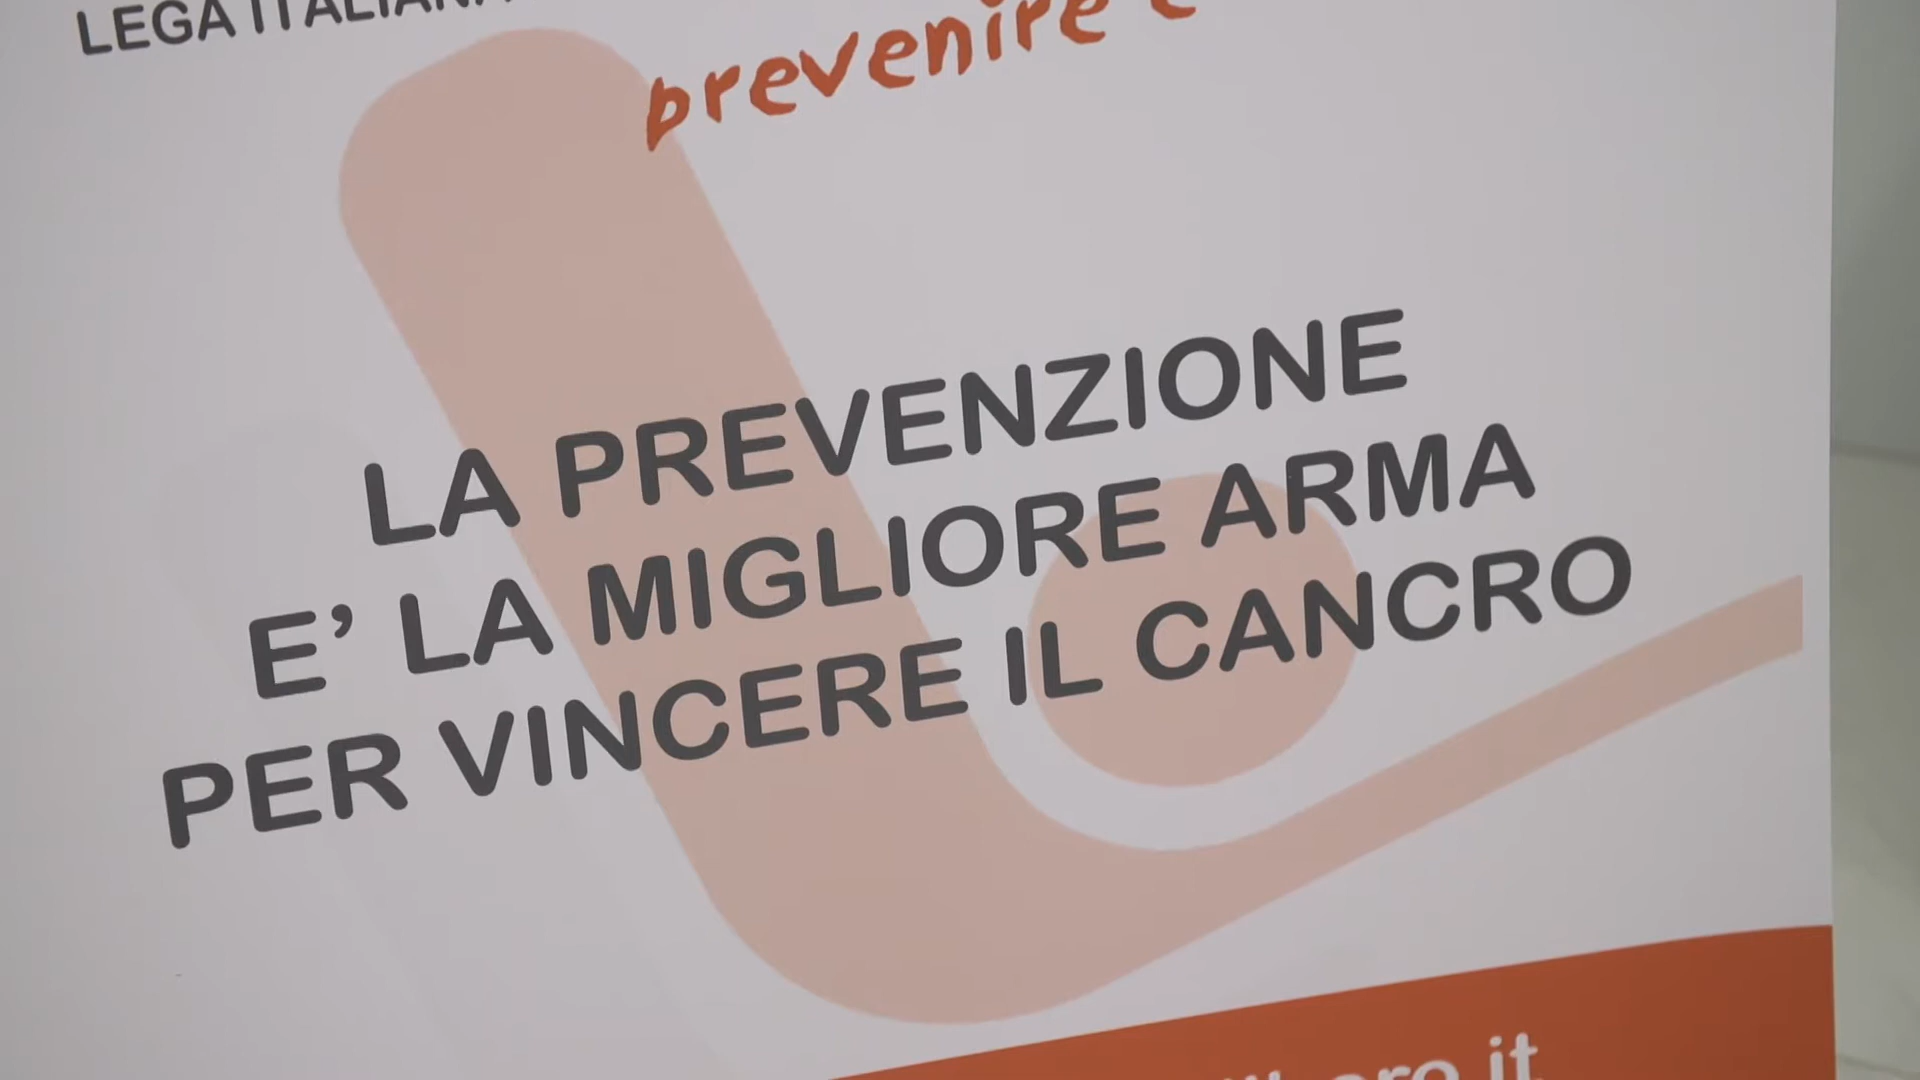 LEGA ITALIANA
prevenire è
LA PREVENZIONE
E’ LA MIGLIORE ARMA
PER VINCERE IL CANCRO